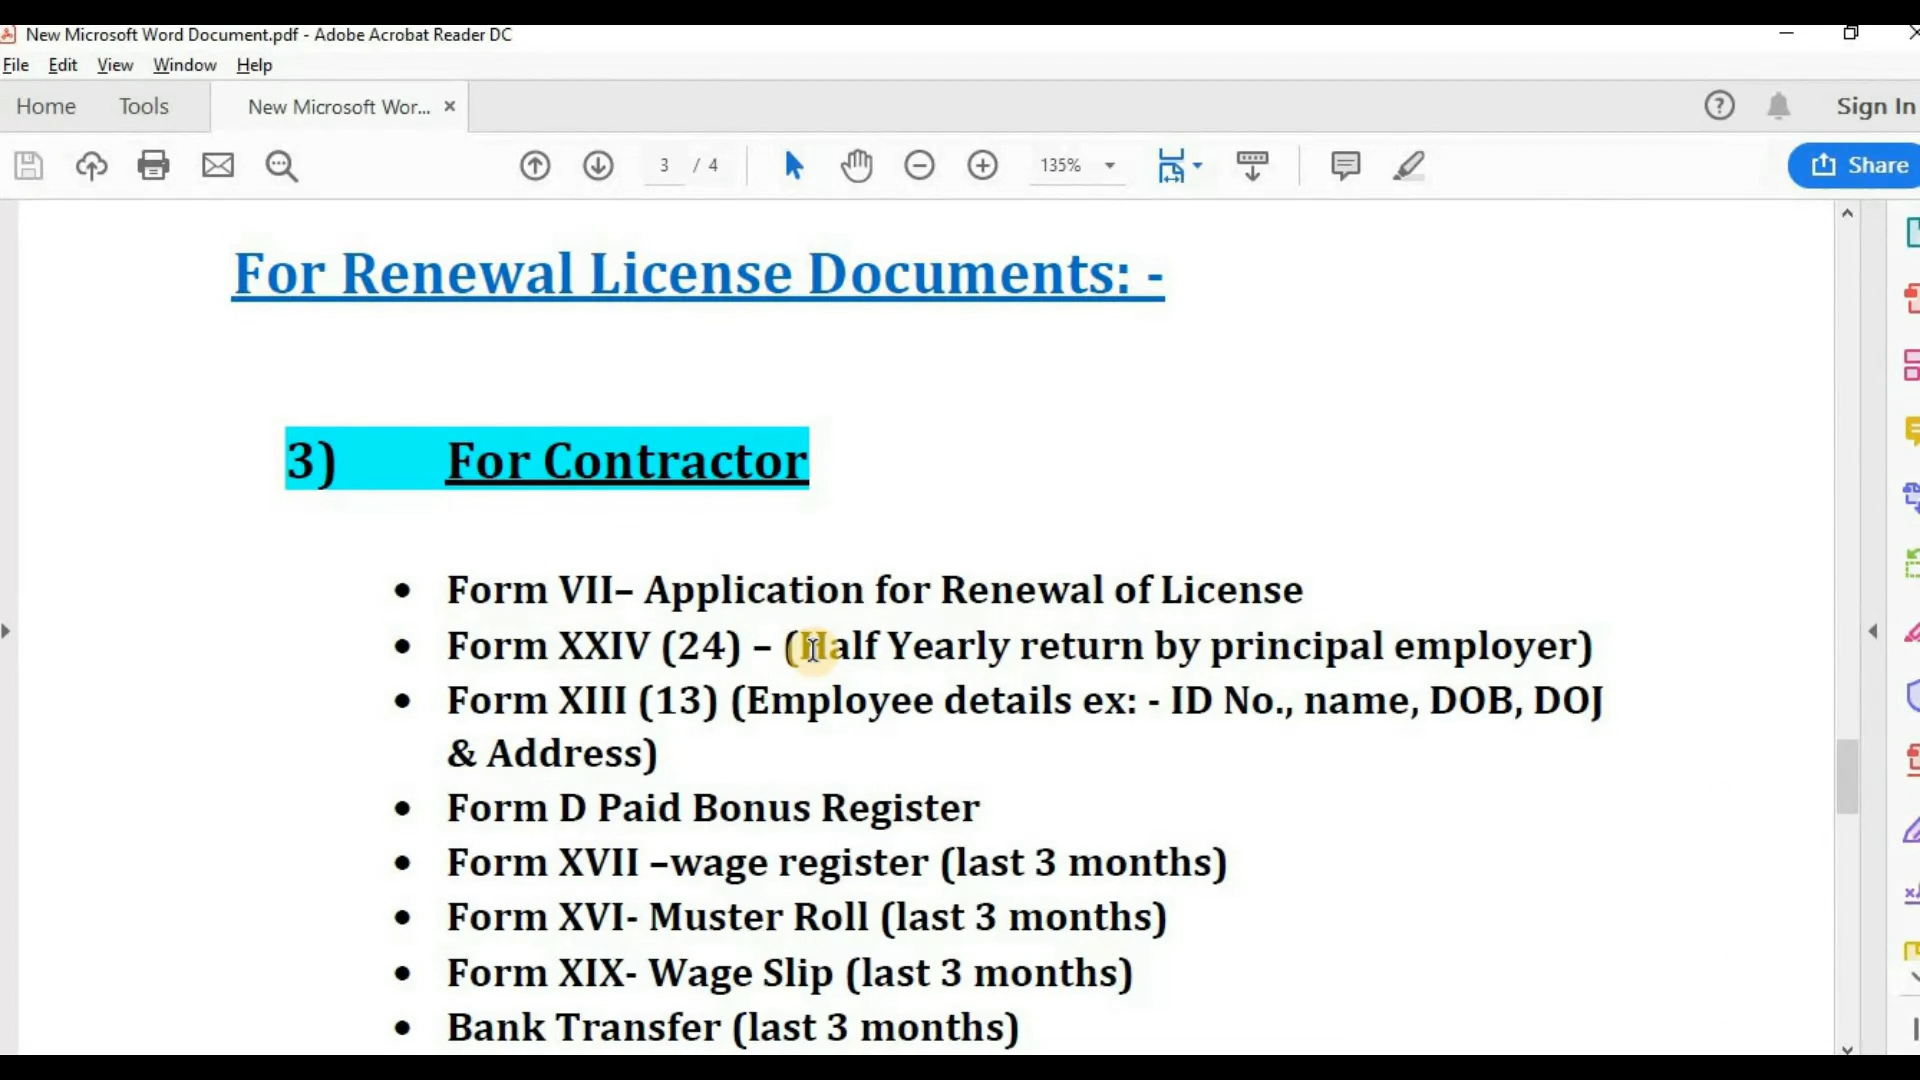 New Microsoft Word Document.pdf - Adobe Acrobat Reader DC
File Edit View Window Help
Home Tools New Microsoft Wor... × Sign In
3 / 4 135% Share
For Renewal License Documents: -
3) For Contractor
• Form VII– Application for Renewal of License
• Form XXIV (24) – (Half Yearly return by principal employer)
• Form XIII (13) (Employee details ex: - ID No., name, DOB, DOJ
& Address)
• Form D Paid Bonus Register
• Form XVII –wage register (last 3 months)
• Form XVI- Muster Roll (last 3 months)
• Form XIX- Wage Slip (last 3 months)
• Bank Transfer (last 3 months)